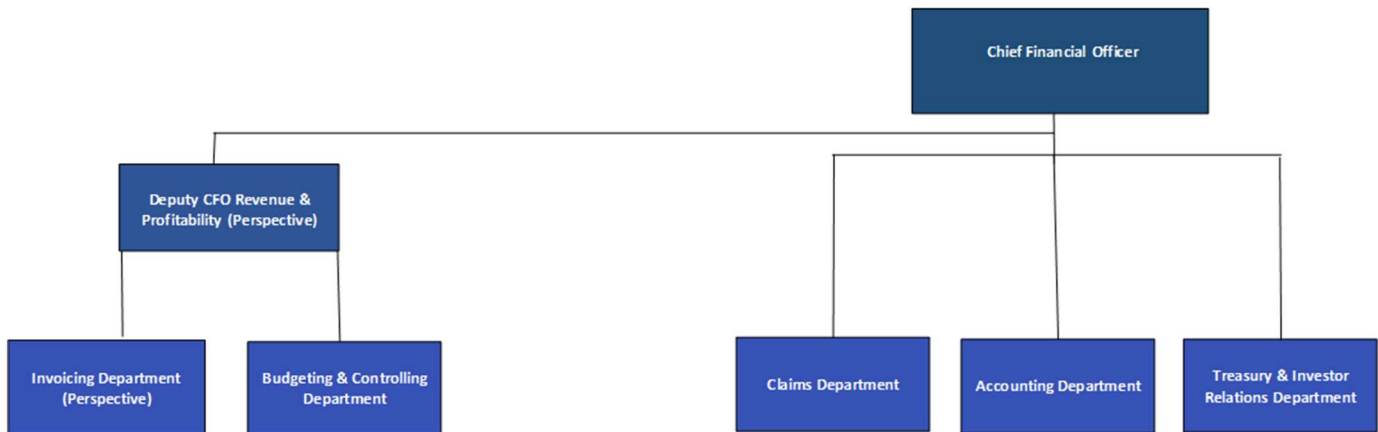 Chief Financial Officer
Deputy CFO Revenue &
Profitability (Perspective)
Invoicing Department
(Perspective)
Budgeting & Controlling
Department
Claims Department
Accounting Department
Treasury & Investor
Relations Department